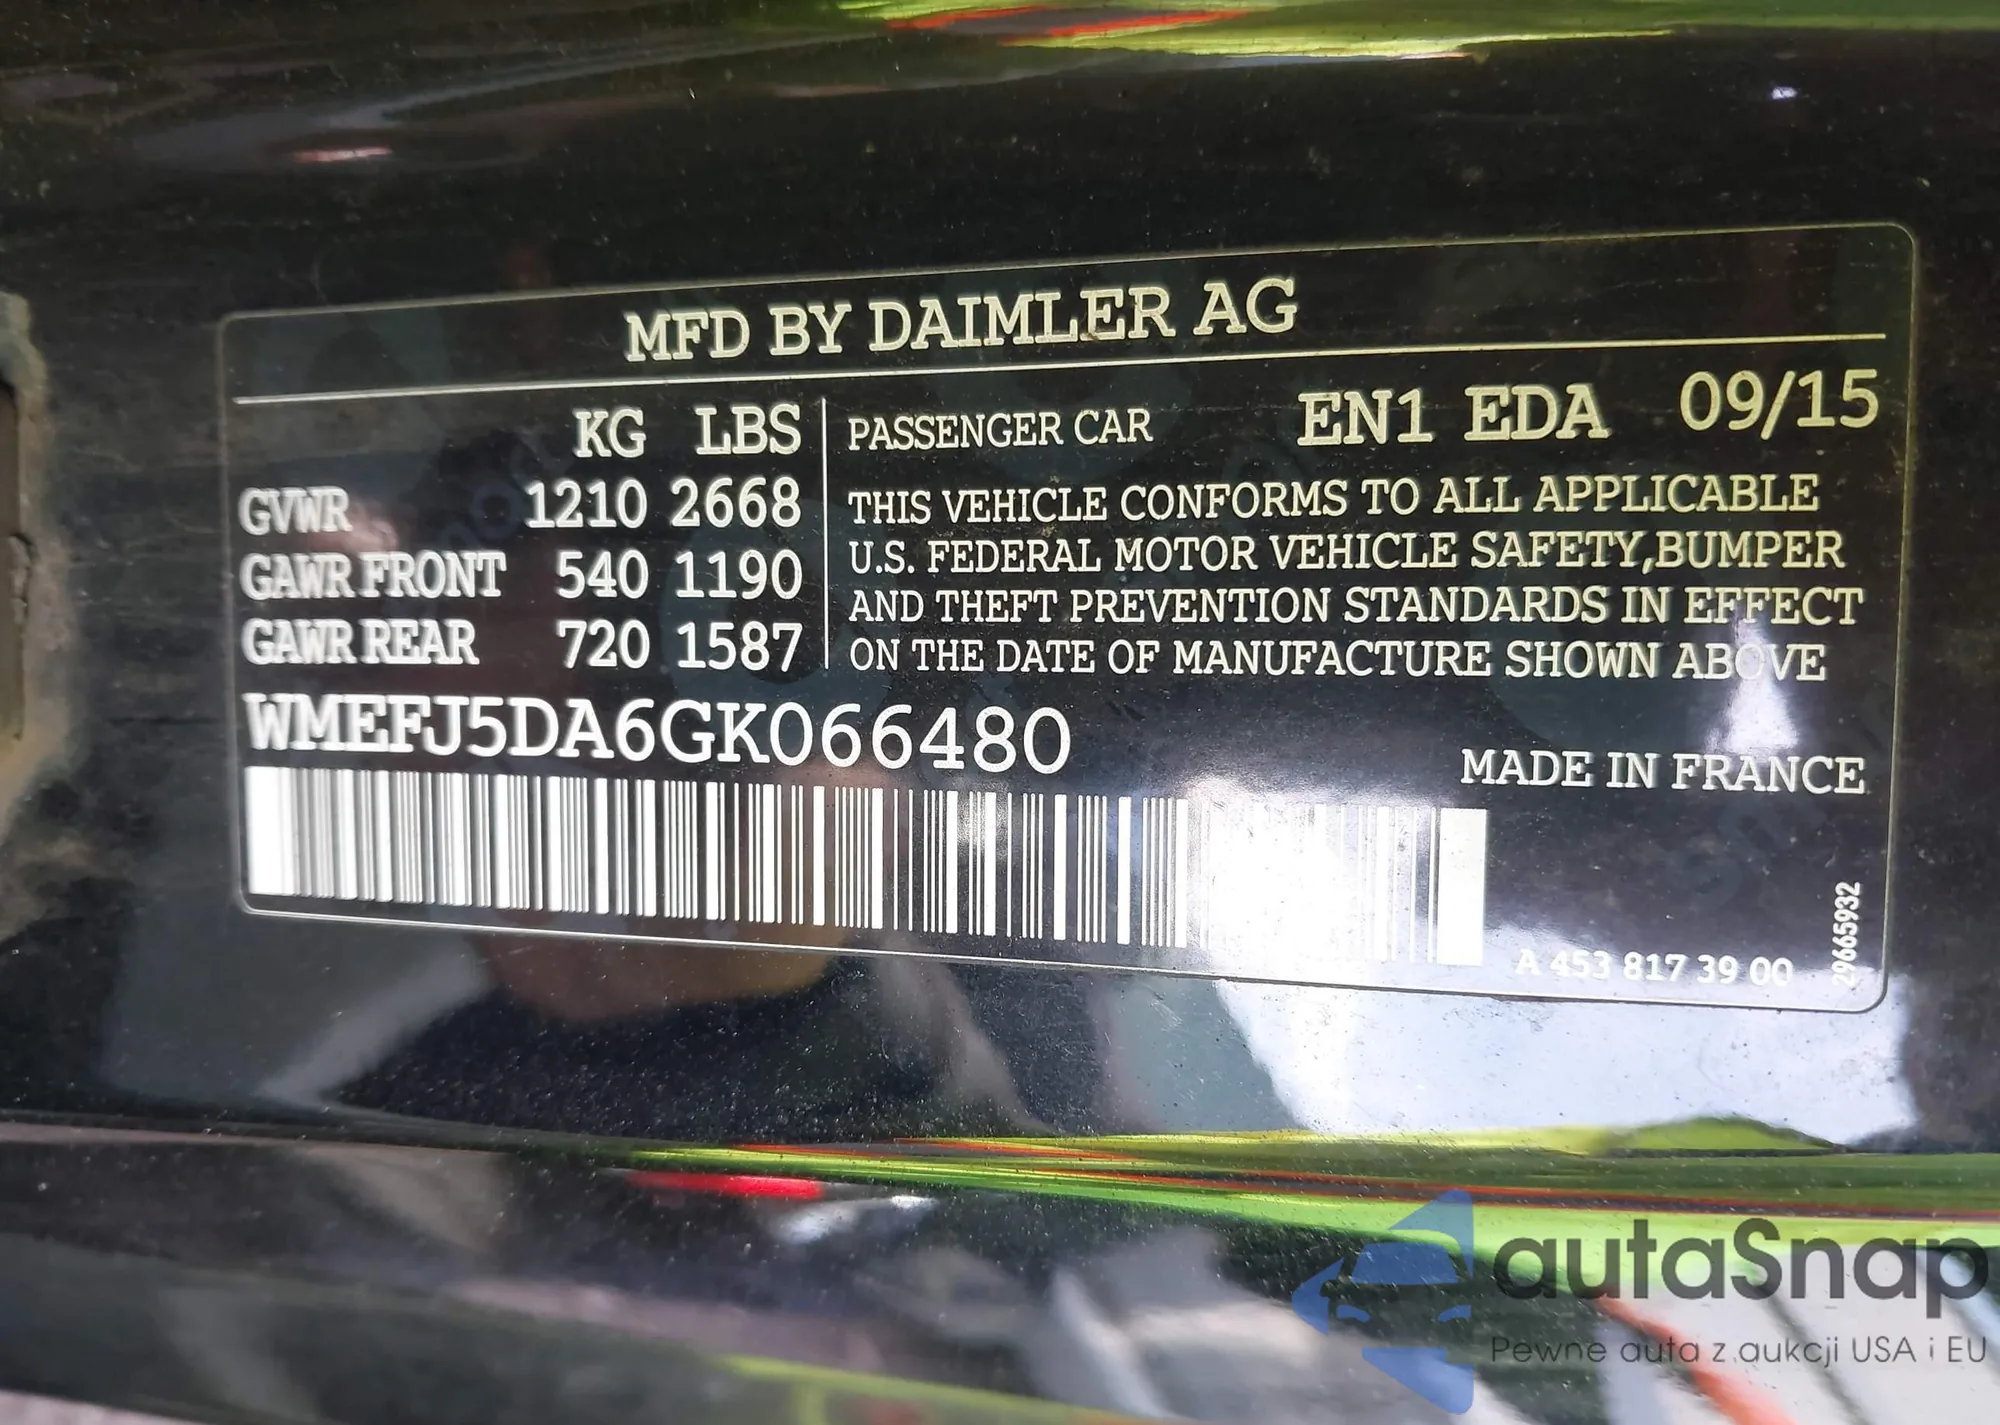 MFD BY DAIMLER AG
KG LBS
GVWR 1210 2668
GAWR FRONT 540 1190
GAWR REAR 720 1587
PASSENGER CAR EN1 EDA 09/15
THIS VEHICLE CONFORMS TO ALL APPLICABLE
U.S. FEDERAL MOTOR VEHICLE SAFETY,BUMPER
AND THEFT PREVENTION STANDARDS IN EFFECT
ON THE DATE OF MANUFACTURE SHOWN ABOVE
WMEFJ5DA6GK066480
MADE IN FRANCE
A 453 817 39 00
29665932
autaSnap
Pewne auta z aukcji USA i EU